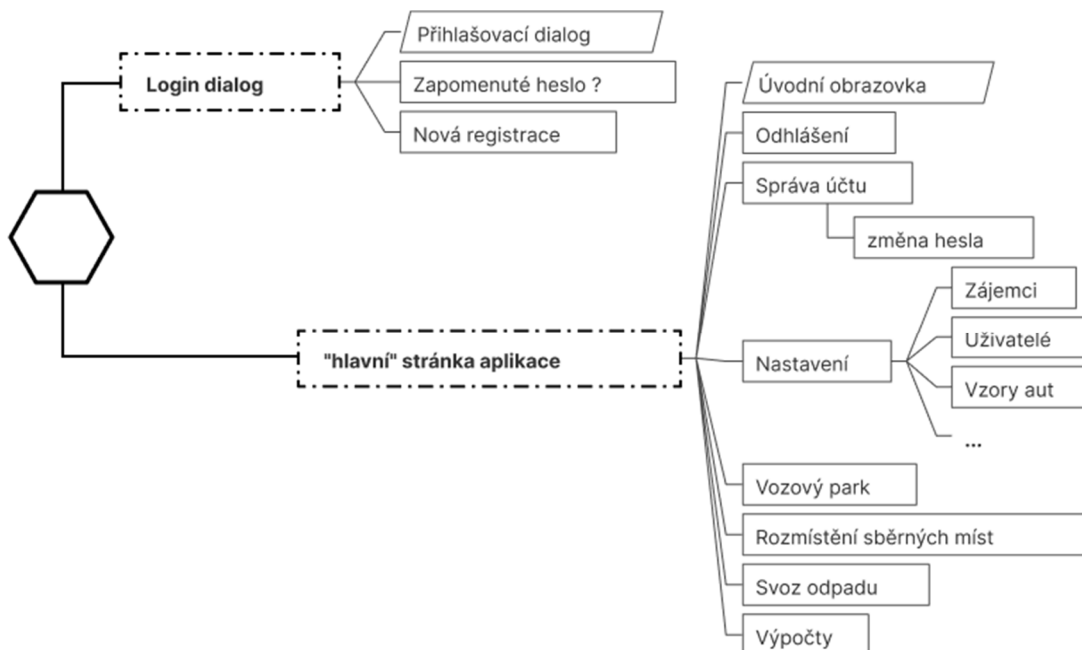 Login dialog
Přihlašovací dialog
Zapomenuté heslo ?
Nová registrace
"hlavní" stránka aplikace
Úvodní obrazovka
Odhlášení
Správa účtu
změna hesla
Nastavení
Zájemci
Uživatelé
Vzory aut
...
Vozový park
Rozmístění sběrných míst
Svoz odpadu
Výpočty